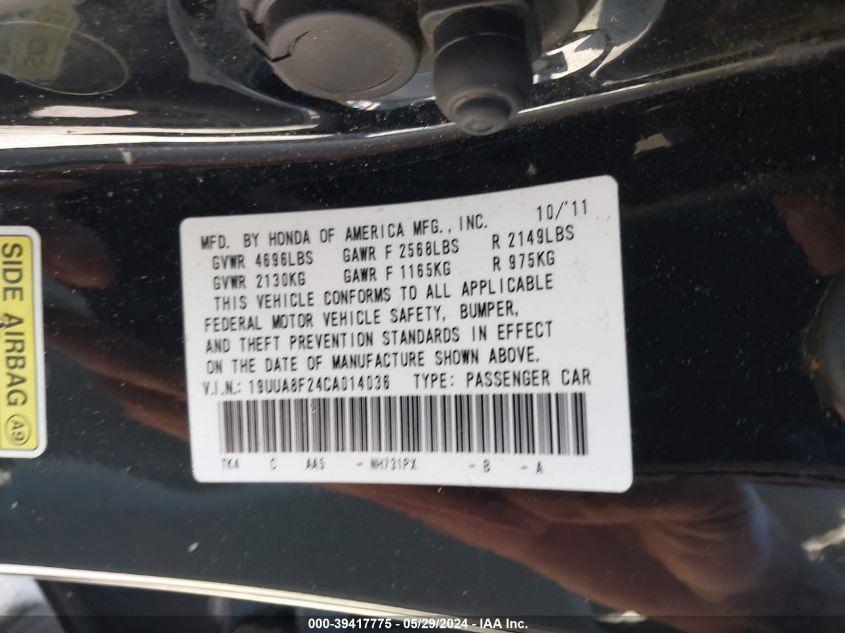 MFD. BY HONDA OF AMERICA MFG., INC. 10/'11
GVWR 4696LBS GAWR F 2568LBS R 2149LBS
GVWR 2130KG GAWR F 1165KG R 975KG
THIS VEHICLE CONFORMS TO ALL APPLICABLE
FEDERAL MOTOR VEHICLE SAFETY, BUMPER,
AND THEFT PREVENTION STANDARDS IN EFFECT
ON THE DATE OF MANUFACTURE SHOWN ABOVE.
V.I.N.: 19UUA8F24CA014036 TYPE: PASSENGER CAR
TK4 C AA5 - NH731PX - B - A
SIDE AIRBAG A9
000-39417775 - 05/29/2024 - IAA Inc.